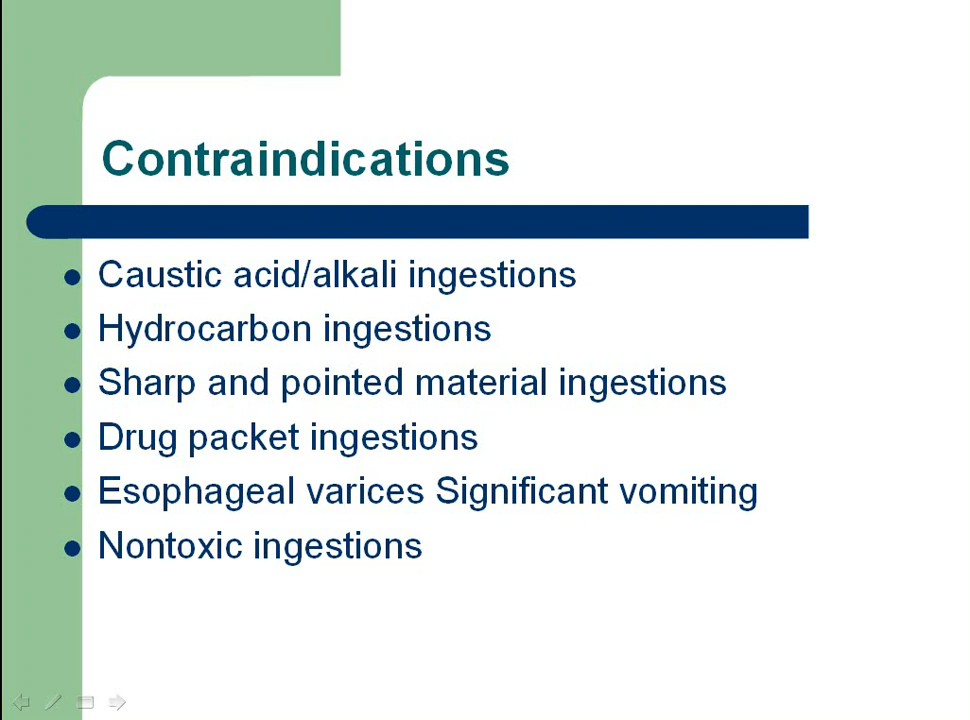 Contraindications
Caustic acid/alkali ingestions
Hydrocarbon ingestions
Sharp and pointed material ingestions
Drug packet ingestions
Esophageal varices Significant vomiting
Nontoxic ingestions